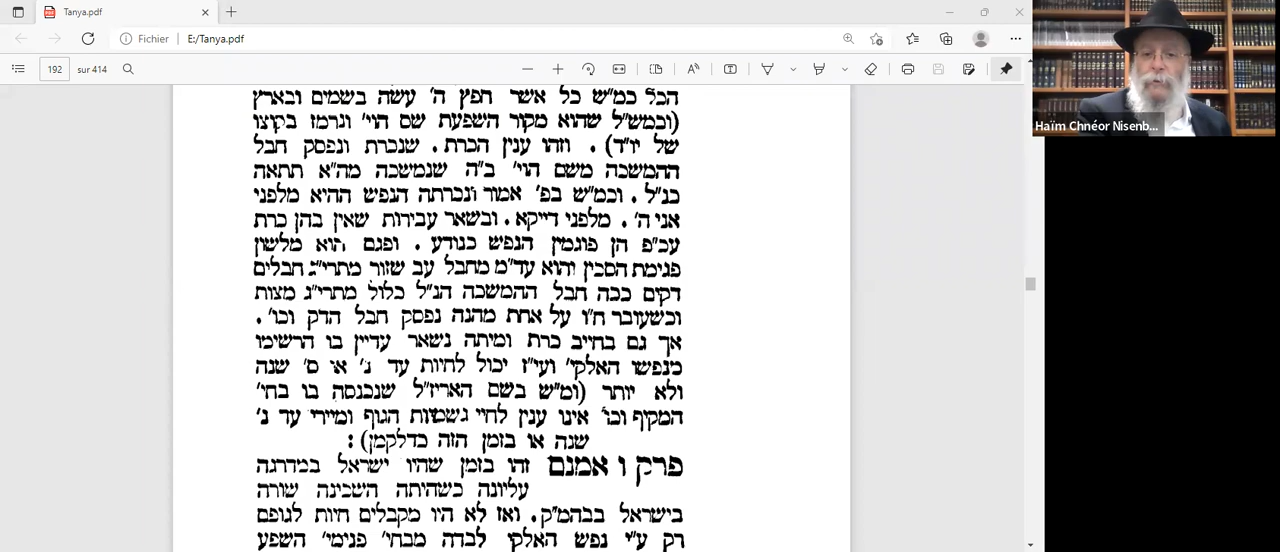 Tanya.pdf
Fichier
E:/Tanya.pdf
192
sur 414
הכל כמ״ש כל אשר חפץ ה׳ עשה בשמים ובארץ
(וכמש״ל שהוא מקור השפעת שם הוי׳ ונרמז בקוצו
של יו״ד). וזהו ענין הכרת. שנכרת ונפסק חבל
ההמשכה משם הוי׳ ב״ה שנמשכה מה״א תתאה
כנ״ל. וכמ״ש בפ׳ אמור ונכרתה הנפש ההיא מלפני
אני ה׳. מלפני דייקא. ובשאר עבירות שאין בהן כרת
עכ״פ הן פוגמין הנפש כנודע. ופגם הוא מלשון
פגימת הסכין והוא עד״מ מחבל עב שזור מתרי״ג חבלים
דקים ככה חבל ההמשכה הנ״ל כלול מתרי״ג מצות
וכשעובר ח״ו על אחת מהנה נפסק חבל הדק וכו׳.
אך גם בחייב כרת ומיתה נשאר עדיין בו הרשימו
מנפשו האלקי׳ ועי״ז יכול לחיות עד נ׳ או ס׳ שנה
ולא יותר (ומ״ש בשם האריז״ל שנכנסה בו בחי׳
המקיף וכו׳ אינו ענין לחיי גשמיות הגוף ומיירי עד נ׳
שנה או בזמן הזה כדלקמן):
פרק ו אמנם זהו בזמן שהיו ישראל במדרגה
עליונה כשהיתה השכינה שורה
בישראל בבהמ״ק. ואז לא היו מקבלים חיות לגופם
רק ע״י נפש האלקי׳ לבדה מבחי׳ פנימי׳ השפע
Haïm Chnéor Nisenb...